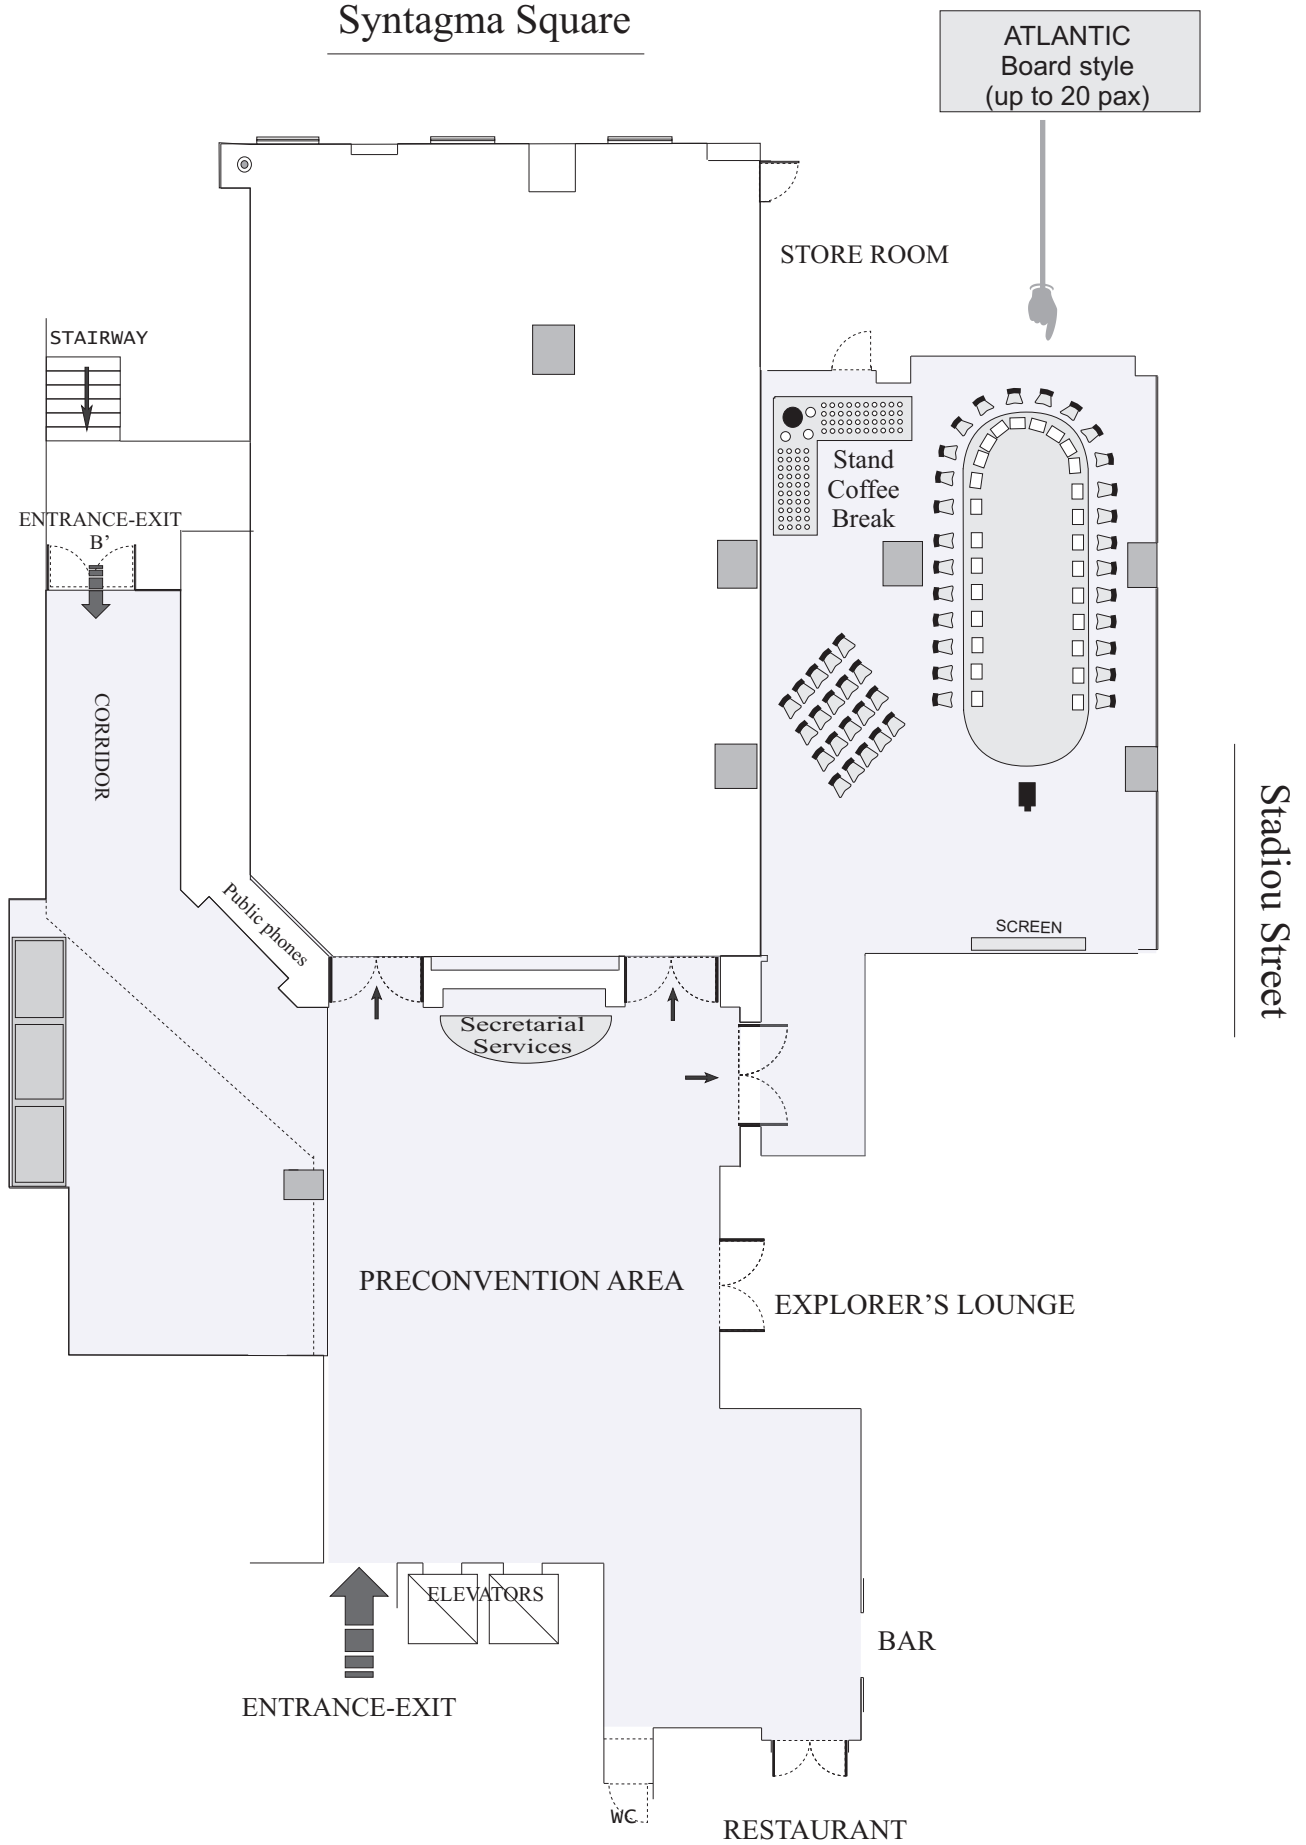 Syntagma Square
ATLANTIC
Board style
(up to 20 pax)
STORE ROOM
STAIRWAY
Stand
Coffee
Break
ENTRANCE-EXIT
B’
CORRIDOR
Stadiou Street
Public phones
SCREEN
Secretarial
Services
PRECONVENTION AREA
EXPLORER’S LOUNGE
ELEVATORS
BAR
ENTRANCE-EXIT
WC
RESTAURANT